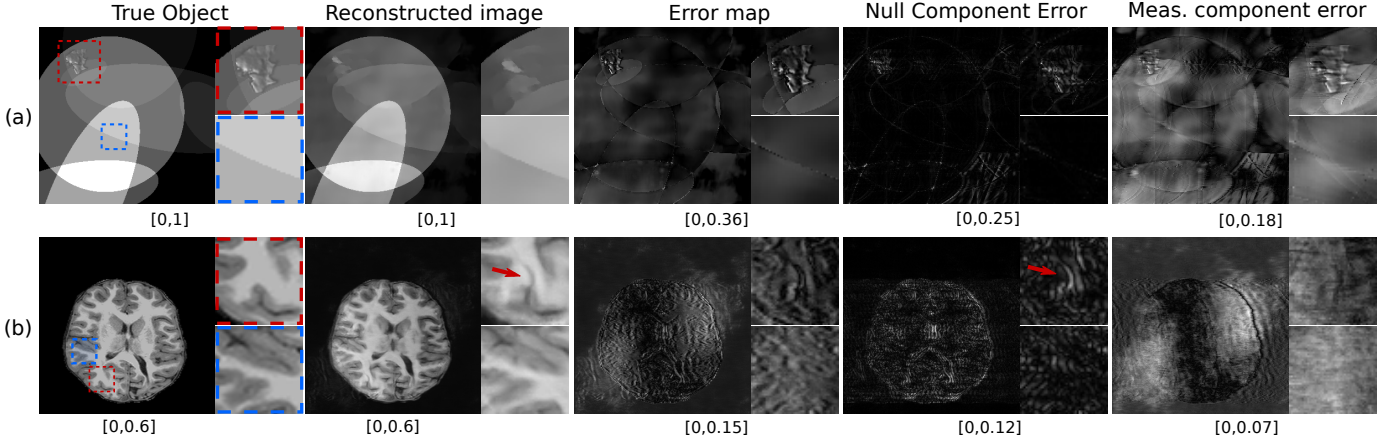 True Object Reconstructed image Error map Null Component Error Meas. component error
(a)
[0,1] [0,1] [0,0.36] [0,0.25] [0,0.18]
(b)
[0,0.6] [0,0.6] [0,0.15] [0,0.12] [0,0.07]